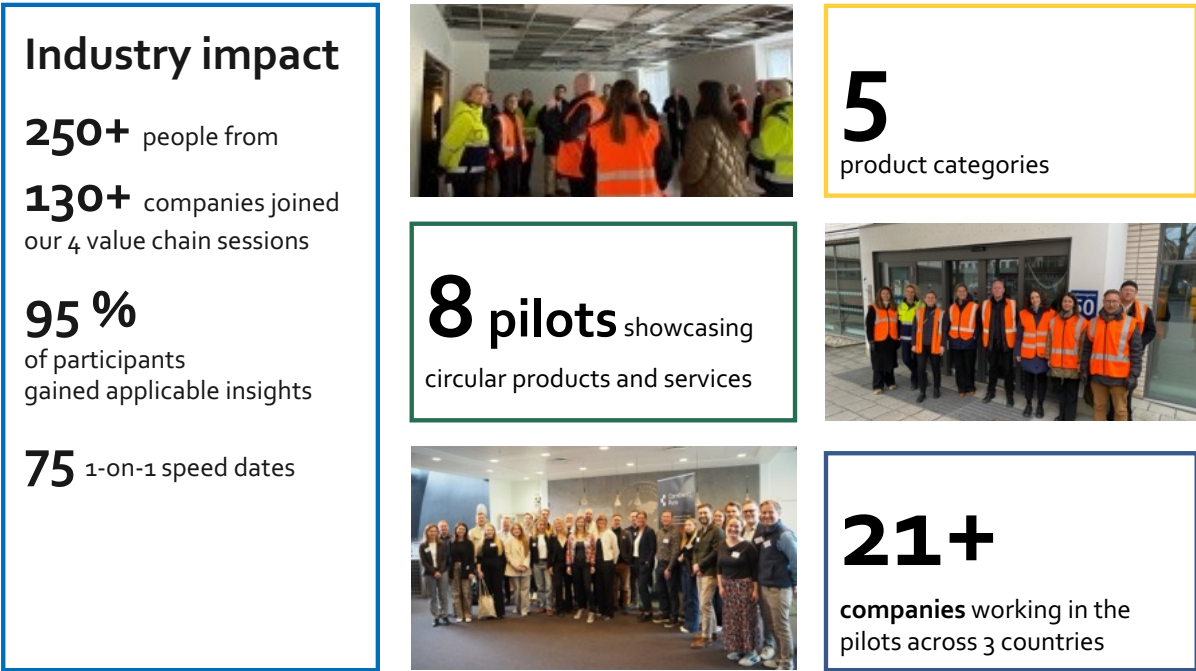 Industry impact
250+ people from
130+ companies joined
our 4 value chain sessions
95 %
of participants
gained applicable insights
75 1-on-1 speed dates
8 pilots showcasing
circular products and services
5
product categories
50
21+
companies working in the
pilots across 3 countries